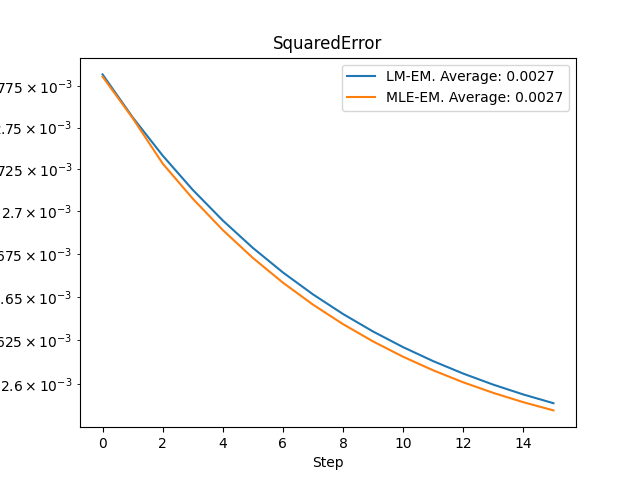 SquaredError
LM-EM. Average: 0.0027
MLE-EM. Average: 0.0027
775 × 10⁻³
.75 × 10⁻³
725 × 10⁻³
2.7 × 10⁻³
675 × 10⁻³
.65 × 10⁻³
625 × 10⁻³
2.6 × 10⁻³
0 2 4 6 8 10 12 14
Step